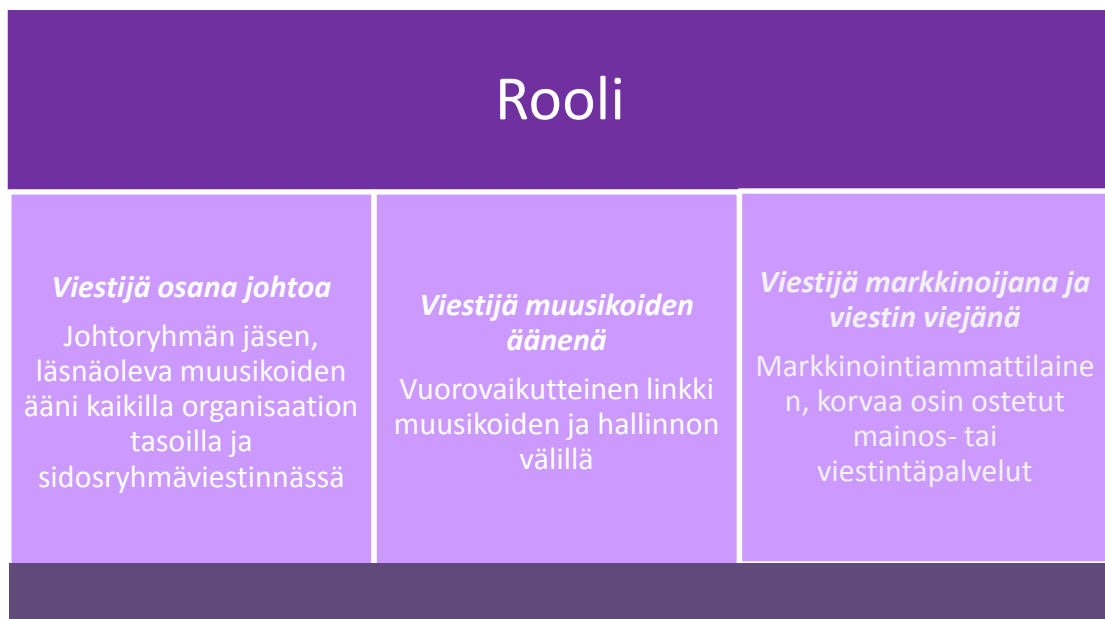 Rooli
Viestijä osana johtoa
Johtoryhmän jäsen,
läsnäoleva muusikoiden
ääni kaikilla organisaation
tasoilla ja
sidosryhmäviestinnässä
Viestijä muusikoiden
äänenä
Vuorovaikutteinen linkki
muusikoiden ja hallinnon
välillä
Viestijä markkinoijana ja
viestin viejänä
Markkinointiammattilaine
n, korvaa osin ostetut
mainos- tai
viestintäpalvelut